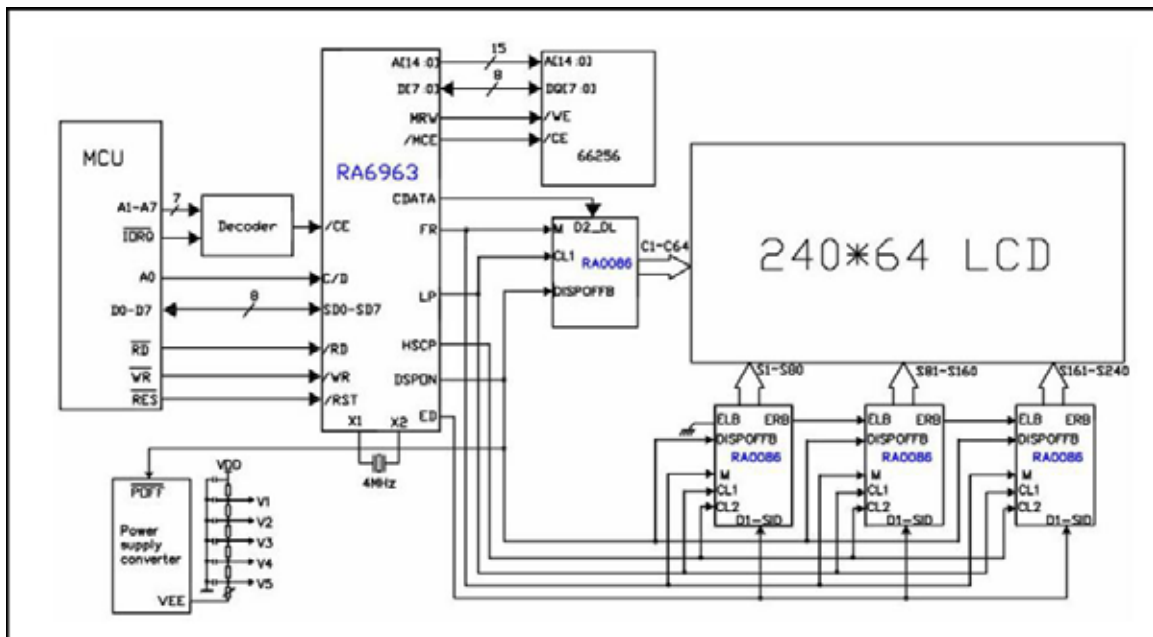 MCU
A1-A7
IORQ
A0
D0-D7
RD
WR
RES
7
8
Decoder
RA6963
A[14:0]
D[7:0]
MRW
/MCE
CDATA
FR
LP
HSCP
DSPON
ED
/CE
C/D
SD0-SD7
/RD
/WR
/RST
X1
X2
4MHz
15
8
A[14:0]
DQ[7:0]
/WE
/CE
66256
M
D2_DL
RA0086
CL1
DISPOFFB
C1-C64
240*64 LCD
S1-S80
S81-S160
S161-S240
ELB
ERB
DISPOFFB
RA0086
M
CL1
CL2
D1-SID
ELB
ERB
DISPOFFB
RA0086
M
CL1
CL2
D1-SID
ELB
ERB
DISPOFFB
RA0086
M
CL1
CL2
D1-SID
POFF
Power
supply
converter
VEE
VDD
V1
V2
V3
V4
V5